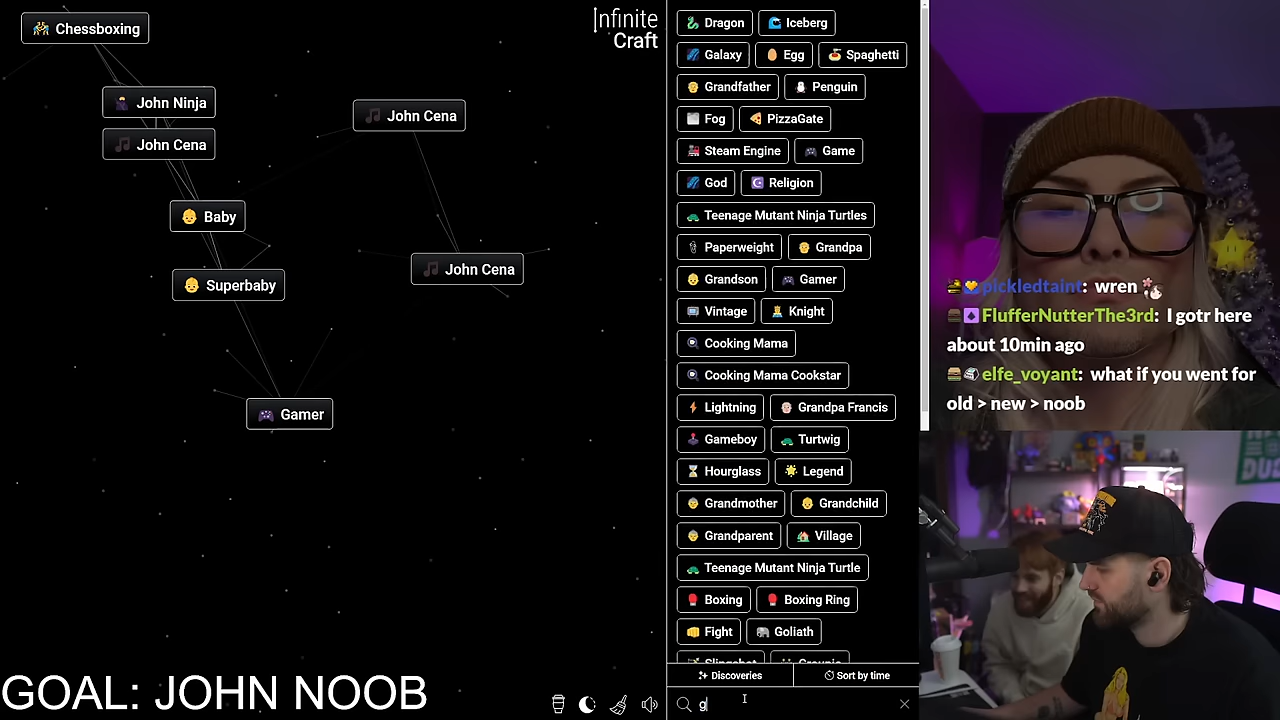 Chessboxing
John Ninja
John Cena
Baby
Superbaby
Gamer
John Cena
John Cena
Infinite
Craft
Dragon
Iceberg
Galaxy
Egg
Spaghetti
Grandfather
Penguin
Fog
PizzaGate
Steam Engine
Game
God
Religion
Teenage Mutant Ninja Turtles
Paperweight
Grandpa
Grandson
Gamer
Vintage
Knight
Cooking Mama
Cooking Mama Cookstar
Lightning
Grandpa Francis
Gameboy
Turtwig
Hourglass
Legend
Grandmother
Grandchild
Grandparent
Village
Teenage Mutant Ninja Turtle
Boxing
Boxing Ring
Fight
Goliath
Slingshot
Discoveries
Sort by time
g
GOAL: JOHN NOOB
pickledtaint: wren
FlufferNutterThe3rd: I gotr here
about 10min ago
elfe_voyant: what if you went for
old > new > noob